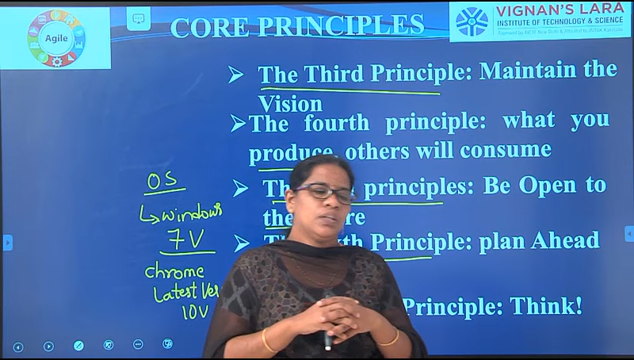 Agile
CORE PRINCIPLES
VIGNAN'S LARA
INSTITUTE OF TECHNOLOGY & SCIENCE
➤ The Third Principle: Maintain the
Vision
➤ The fourth principle: what you
produce, others will consume
➤ principles: Be Open to
➤ Principle: plan Ahead
Principle: Think!
OS
↳ windows
7 V
chrome
Latest Ver
10V